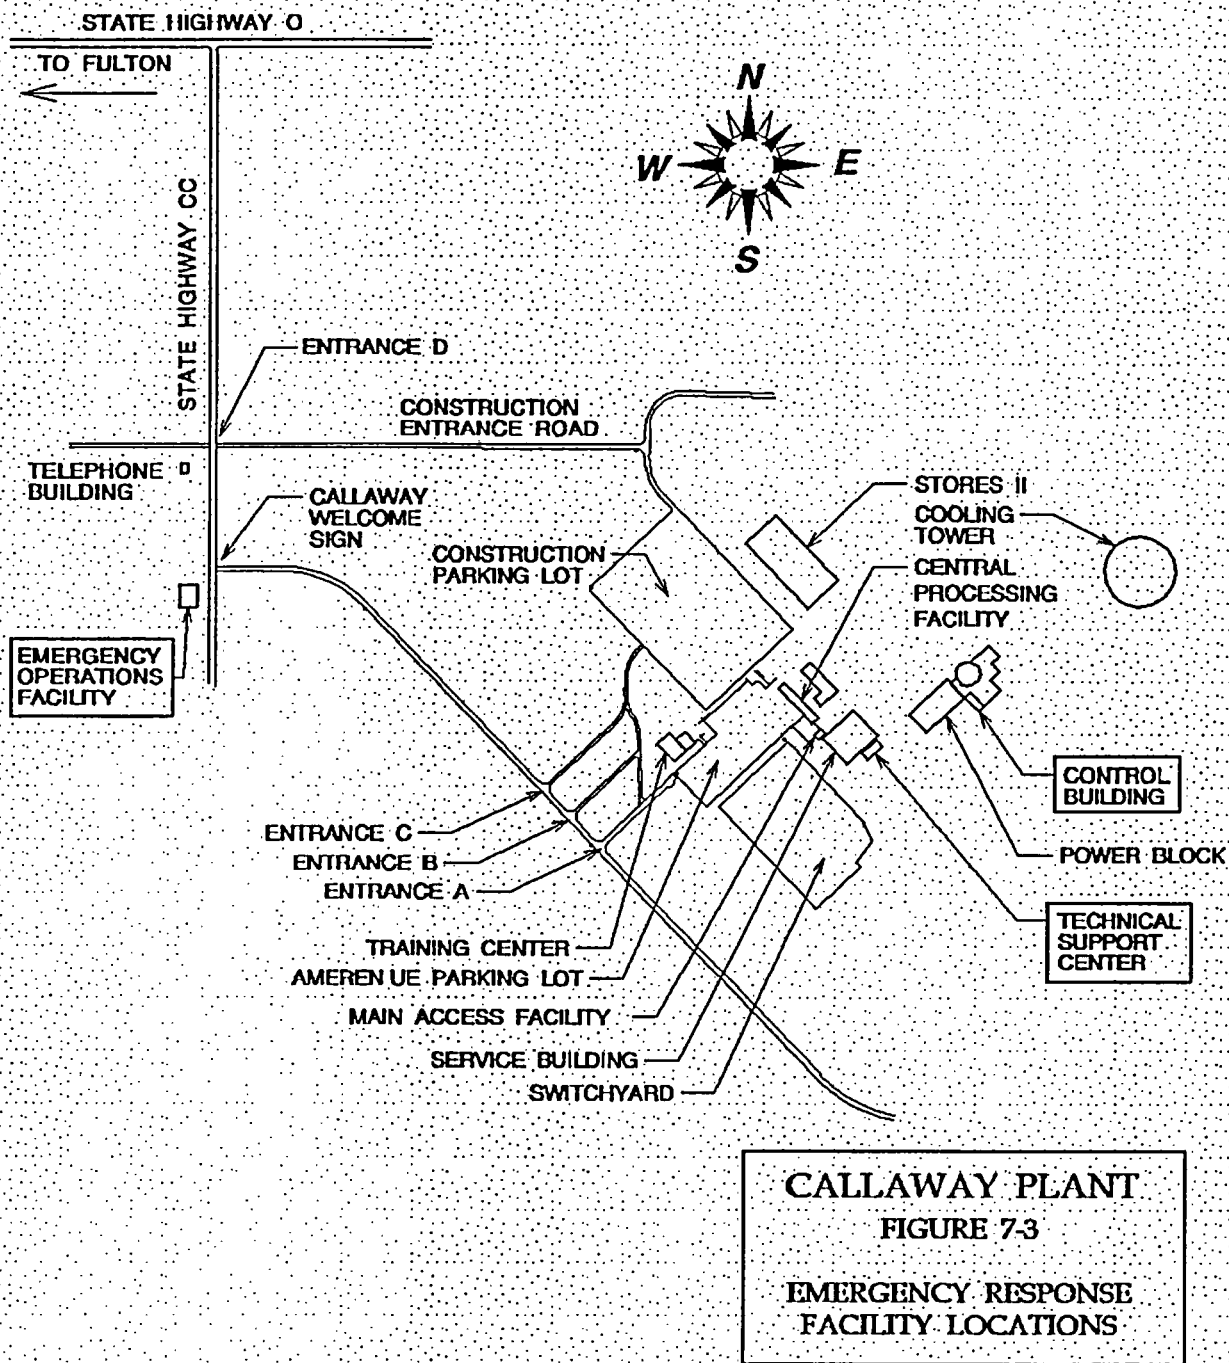 STATE HIGHWAY O
TO FULTON
N
W
E
S
STATE HIGHWAY CC
ENTRANCE D
CONSTRUCTION
ENTRANCE ROAD
TELEPHONE
BUILDING
CALLAWAY
WELCOME
SIGN
STORES II
COOLING
TOWER
CONSTRUCTION
PARKING LOT
CENTRAL
PROCESSING
FACILITY
EMERGENCY
OPERATIONS
FACILITY
CONTROL
BUILDING
ENTRANCE C
ENTRANCE B
ENTRANCE A
POWER BLOCK
TECHNICAL
SUPPORT
CENTER
TRAINING CENTER
AMEREN UE PARKING LOT
MAIN ACCESS FACILITY
SERVICE BUILDING
SWITCHYARD
CALLAWAY PLANT
FIGURE 7-3
EMERGENCY RESPONSE
FACILITY LOCATIONS